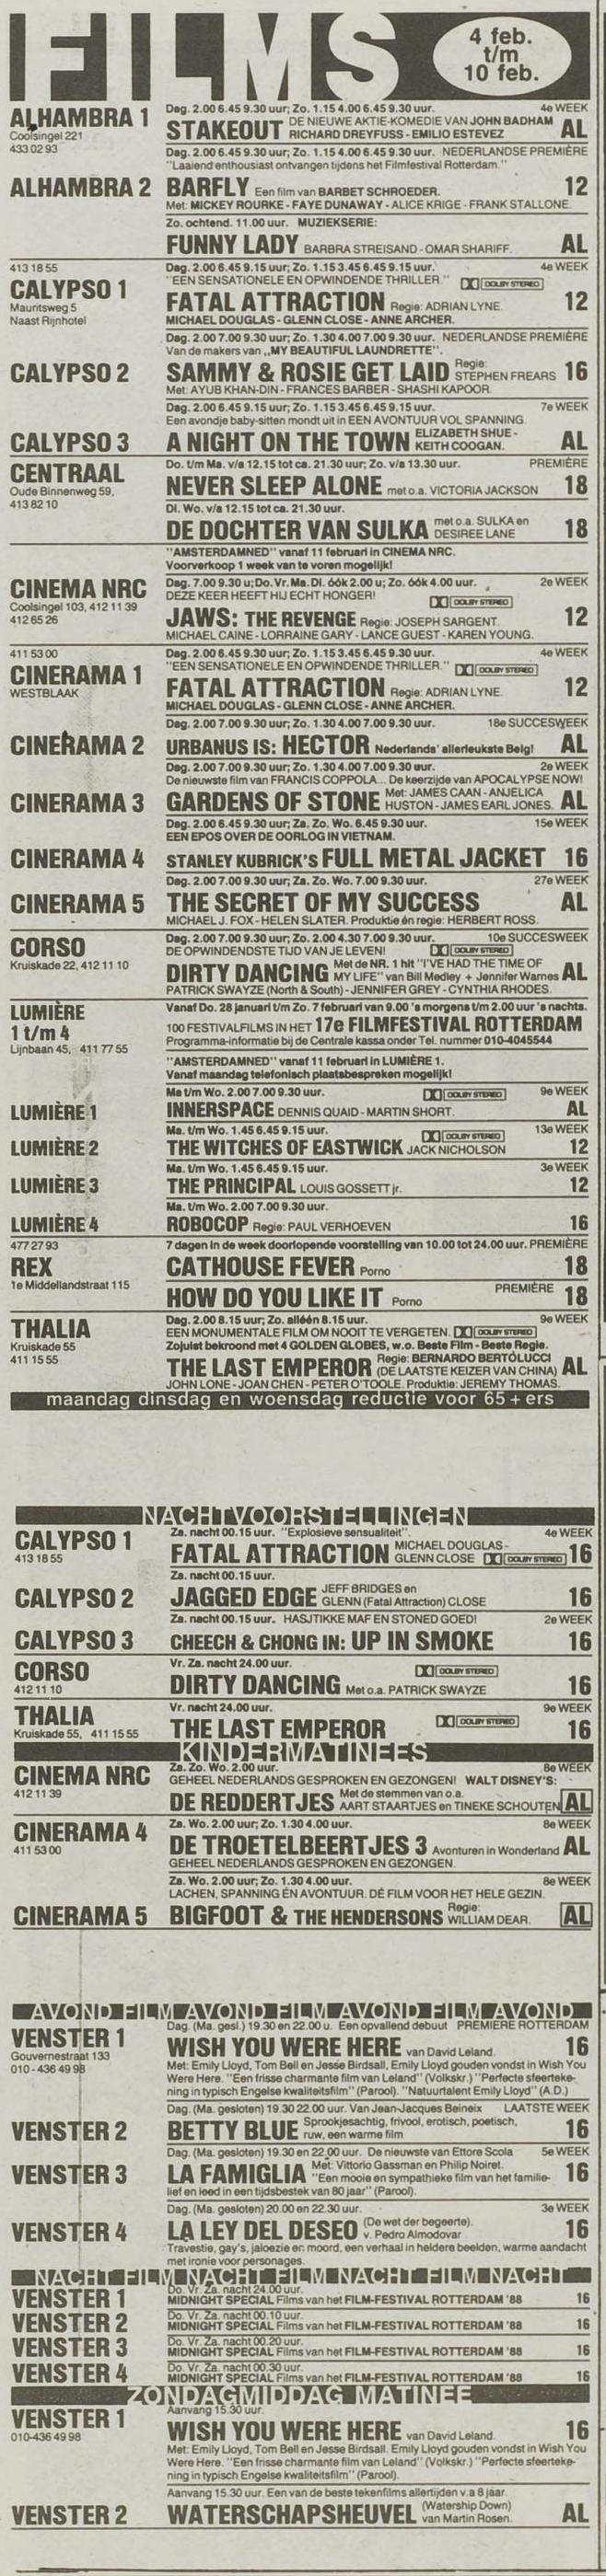 FILMS
4 feb.
t/m
10 feb.
ALHAMBRA 1
Coolsingel 221
433 02 93
Dag. 2.00 6.45 9.30 uur; Zo. 1.15 4.00 6.45 9.30 uur. 4e WEEK
STAKEOUT DE NIEUWE AKTIE-KOMEDIE VAN JOHN BADHAM
RICHARD DREYFUSS - EMILIO ESTEVEZ AL
Dag. 2.00 6.45 9.30 uur; Zo. 1.15 4.00 6.45 9.30 uur. NEDERLANDSE PREMIÈRE
"Laaiend enthousiast ontvangen tijdens het Filmfestival Rotterdam."
ALHAMBRA 2 BARFLY Een film van BARBET SCHROEDER. 12
Met: MICKEY ROURKE - FAYE DUNAWAY - ALICE KRIGE - FRANK STALLONE.
Zo. ochtend. 11.00 uur. MUZIEKSERIE:
FUNNY LADY BARBRA STREISAND - OMAR SHARIFF. AL
413 18 55
CALYPSO 1
Mauritsweg 5
Naast Rijnhotel
Dag. 2.00 6.45 9.15 uur; Zo. 1.15 3.45 6.45 9.15 uur. 4e WEEK
"EEN SENSATIONELE EN OPWINDENDE THRILLER." DOLBY STEREO
FATAL ATTRACTION Regie: ADRIAN LYNE. 12
MICHAEL DOUGLAS - GLENN CLOSE - ANNE ARCHER.
Dag. 2.00 7.00 9.30 uur; Zo. 1.30 4.00 7.00 9.30 uur. NEDERLANDSE PREMIÈRE
Van de makers van „MY BEAUTIFUL LAUNDRETTE".
CALYPSO 2 SAMMY & ROSIE GET LAID Regie: STEPHEN FREARS 16
Met: AYUB KHAN-DIN - FRANCES BARBER - SHASHI KAPOOR.
Dag. 2.00 6.45 9.15 uur; Zo. 1.15 3.45 6.45 9.15 uur. 7e WEEK
Een avondje baby-sitten mondt uit in EEN AVONTUUR VOL SPANNING.
CALYPSO 3 A NIGHT ON THE TOWN ELIZABETH SHUE -
KEITH COOGAN. AL
CENTRAAL
Oude Binnenweg 59,
413 82 10
Do. t/m Ma. v/a 12.15 tot ca. 21.30 uur; Zo. v/a 13.30 uur. PREMIÈRE
NEVER SLEEP ALONE met o.a. VICTORIA JACKSON 18
Di. Wo. v/a 12.15 tot ca. 21.30 uur.
DE DOCHTER VAN SULKA met o.a. SULKA en
DESIREE LANE 18
"AMSTERDAMNED" vanaf 11 februari in CINEMA NRC.
Voorverkoop 1 week van te voren mogelijk!
CINEMA NRC
Coolsingel 103, 412 11 39
412 65 26
Dag. 7.00 9.30 u; Do. Vr. Ma. Di. óók 2.00 u; Zo. óók 4.00 uur. 2e WEEK
DEZE KEER HEEFT HIJ ECHT HONGER! DOLBY STEREO
JAWS: THE REVENGE Regie: JOSEPH SARGENT. 12
MICHAEL CAINE - LORRAINE GARY - LANCE GUEST - KAREN YOUNG.
411 53 00
CINERAMA 1
WESTBLAAK
Dag. 2.00 6.45 9.15 uur; Zo. 1.15 3.45 6.45 9.15 uur. 4e WEEK
"EEN SENSATIONELE EN OPWINDENDE THRILLER." DOLBY STEREO
FATAL ATTRACTION Regie: ADRIAN LYNE. 12
MICHAEL DOUGLAS - GLENN CLOSE - ANNE ARCHER.
Dag. 2.00 7.00 9.30 uur; Zo. 1.30 4.00 7.00 9.30 uur. 18e SUCCESWEEK
CINERAMA 2 URBANUS IS: HECTOR Nederlands' allerleukste Belg! AL
Dag. 2.00 7.00 9.30 uur; Zo. 1.30 4.00 7.00 9.30 uur. 2e WEEK
De nieuwste film van FRANCIS COPPOLA... De keerzijde van APOCALYPSE NOW!
CINERAMA 3 GARDENS OF STONE Met: JAMES CAAN - ANJELICA
HUSTON - JAMES EARL JONES. AL
Dag. 2.00 6.45 9.30 uur; Za. Zo. Wo. 6.45 9.30 uur. 15e WEEK
EEN EPOS OVER DE OORLOG IN VIETNAM.
CINERAMA 4 STANLEY KUBRICK'S FULL METAL JACKET 16
Dag. 2.00 7.00 9.30 uur; Za. Zo. Wo. 7.00 9.30 uur. 27e WEEK
CINERAMA 5 THE SECRET OF MY SUCCESS AL
MICHAEL J. FOX - HELEN SLATER. Produktie én regie: HERBERT ROSS.
CORSO
Kruiskade 22, 412 11 10
Dag. 2.00 7.00 9.30 uur; Zo. 2.00 4.30 7.00 9.30 uur. 10e SUCCESWEEK
DE OPWINDENDSTE TIJD VAN JE LEVEN! DOLBY STEREO
DIRTY DANCING Met de NR. 1 hit "I'VE HAD THE TIME OF
MY LIFE" van Bill Medley + Jennifer Warnes AL
PATRICK SWAYZE (North & South) - JENNIFER GREY - CYNTHIA RHODES.
LUMIÈRE
1 t/m 4
Lijnbaan 45, 411 77 55
Vanaf Do. 28 januari t/m Zo. 7 februari van 9.00 's morgens t/m 2.00 uur 's nachts.
100 FESTIVALFILMS IN HET 17e FILMFESTIVAL ROTTERDAM
Programma-informatie bij de Centrale kassa onder Tel. nummer 010-4045544
"AMSTERDAMNED" vanaf 11 februari in LUMIÈRE 1.
Vanaf maandag telefonisch plaatsbespreken mogelijk!
Ma t/m Wo. 2.00 7.00 9.30 uur. DOLBY STEREO 9e WEEK
LUMIÈRE 1 INNERSPACE DENNIS QUAID - MARTIN SHORT. AL
Ma. t/m Wo. 1.45 6.45 9.15 uur. DOLBY STEREO 13e WEEK
LUMIÈRE 2 THE WITCHES OF EASTWICK JACK NICHOLSON 12
Ma. t/m Wo. 1.45 6.45 9.15 uur. 3e WEEK
LUMIÈRE 3 THE PRINCIPAL LOUIS GOSSETT jr. 12
Ma. t/m Wo. 2.00 7.00 9.30 uur.
LUMIÈRE 4 ROBOCOP Regie: PAUL VERHOEVEN 16
477 27 93
REX
1e Middellandstraat 115
7 dagen in de week doorlopende voorstelling van 10.00 tot 24.00 uur. PREMIÈRE
CATHOUSE FEVER Porno 18
HOW DO YOU LIKE IT Porno PREMIÈRE 18
THALIA
Kruiskade 55
411 15 55
Dag. 2.00 8.15 uur; Zo. alléén 8.15 uur. 9e WEEK
EEN MONUMENTALE FILM OM NOOIT TE VERGETEN. DOLBY STEREO
Zojuist bekroond met 4 GOLDEN GLOBES, w.o. Beste Film - Beste Regie.
THE LAST EMPEROR Regie: BERNARDO BERTOLUCCI
(DE LAATSTE KEIZER VAN CHINA) AL
JOHN LONE - JOAN CHEN - PETER O'TOOLE. Produktie: JEREMY THOMAS.
maandag dinsdag en woensdag reductie voor 65 + ers
NACHTVOORSTELLINGEN
CALYPSO 1
413 18 55
Za. nacht 00.15 uur. "Explosieve sensualiteit". 4e WEEK
FATAL ATTRACTION MICHAEL DOUGLAS -
GLENN CLOSE DOLBY STEREO 16
Za. nacht 00.15 uur.
CALYPSO 2 JAGGED EDGE JEFF BRIDGES en
GLENN (Fatal Attraction) CLOSE 16
Za. nacht 00.15 uur. HASJTIKKE MAF EN STONED GOED! 2e WEEK
CALYPSO 3 CHEECH & CHONG IN: UP IN SMOKE 16
CORSO
412 11 10
Vr. Za. nacht 24.00 uur. DOLBY STEREO
DIRTY DANCING Met o.a. PATRICK SWAYZE 16
THALIA
Kruiskade 55, 411 15 55
Vr. nacht 24.00 uur. 9e WEEK
THE LAST EMPEROR DOLBY STEREO 16
KINDERMATINEES
CINEMA NRC
412 11 39
Za. Zo. Wo. 2.00 uur. 8e WEEK
GEHEEL NEDERLANDS GESPROKEN EN GEZONGEN! WALT DISNEY'S:
DE REDDERTJES Met de stemmen van o.a.
AART STAARTJES en TINEKE SCHOUTEN AL
CINERAMA 4
411 53 00
Za. Wo. 2.00 uur; Zo. 1.30 4.00 uur. 8e WEEK
DE TROETELBEERTJES 3 Avonturen in Wonderland AL
GEHEEL NEDERLANDS GESPROKEN EN GEZONGEN.
Za. Wo. 2.00 uur; Zo. 1.30 4.00 uur. 8e WEEK
LACHEN, SPANNING ÉN AVONTUUR. DÉ FILM VOOR HET HELE GEZIN.
CINERAMA 5 BIGFOOT & THE HENDERSONS Regie:
WILLIAM DEAR. AL
AVOND FILM AVOND FILM AVOND FILM AVOND
VENSTER 1
Gouvernestraat 133
010 - 436 49 98
Dag. (Ma. gesl.) 19.30 en 22.00 u. Een opvallend debuut PREMIERE ROTTERDAM
WISH YOU WERE HERE van David Leland. 16
Met: Emily Lloyd, Tom Bell en Jesse Birdsall, Emily Lloyd gouden vondst in Wish You
Were Here. "Een frisse charmante film van Leland" (Volkskr.) "Perfecte sfeerteke-
ning in typisch Engelse kwaliteitsfilm" (Parool). "Natuurtalent Emily Lloyd" (A.D.)
Dag. (Ma. gesloten) 19.30 22.00 uur. Van Jean-Jacques Beineix LAATSTE WEEK
VENSTER 2 BETTY BLUE Sprookjesachtig, frivool, erotisch, poetisch,
ruw, een warme film 16
Dag. (Ma. gesloten) 19.30 en 22.00 uur. De nieuwste van Ettore Scola 5e WEEK
VENSTER 3 LA FAMIGLIA Met: Vittorio Gassman en Philip Noiret.
"Een mooie en sympathieke film van het familie- 16
lief en leed in een tijdsbestek van 80 jaar" (Parool).
Dag. (Ma. gesloten) 20.00 en 22.30 uur. 3e WEEK
VENSTER 4 LA LEY DEL DESEO (De wet der begeerte).
v. Pedro Almodovar 16
Travestie, gay's, jaloezie en moord, een verhaal in heldere beelden, warme aandacht
met ironie voor personages.
NACHT FILM NACHT FILM NACHT FILM NACHT
VENSTER 1 Do. Vr. Za. nacht 24.00 uur.
MIDNIGHT SPECIAL Films van het FILM-FESTIVAL ROTTERDAM '88 16
VENSTER 2 Do. Vr. Za. nacht 00.10 uur.
MIDNIGHT SPECIAL Films van het FILM-FESTIVAL ROTTERDAM '88 16
VENSTER 3 Do. Vr. Za. nacht 00.20 uur.
MIDNIGHT SPECIAL Films van het FILM-FESTIVAL ROTTERDAM '88 16
VENSTER 4 Do. Vr. Za. nacht 00.30 uur.
MIDNIGHT SPECIAL Films van het FILM-FESTIVAL ROTTERDAM '88 16
ZONDAGMIDDAG MATINEE
VENSTER 1
010-436 49 98
Aanvang 15.30 uur.
WISH YOU WERE HERE van David Leland. 16
Met: Emily Lloyd, Tom Bell en Jesse Birdsall. Emily Lloyd gouden vondst in Wish You
Were Here. "Een frisse charmante film van Leland" (Volkskr.) "Perfecte sfeerteke-
ning in typisch Engelse kwaliteitsfilm" (Parool).
Aanvang 15.30 uur. Een van de beste tekenfilms allertijden v.a 8 jaar.
VENSTER 2 WATERSCHAPSHEUVEL (Watership Down)
van Martin Rosen. AL